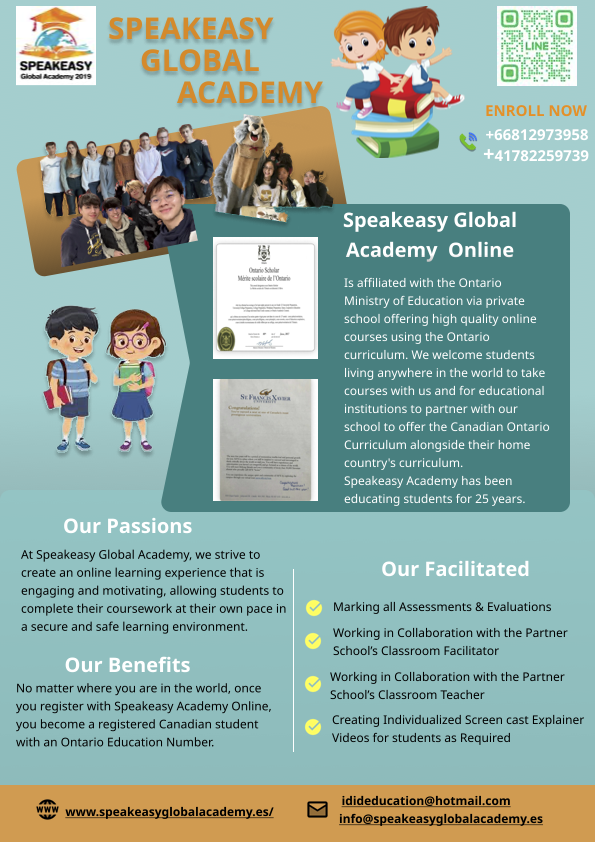 SPEAKEASY
Global Academy 2019
SPEAKEASY
GLOBAL
ACADEMY
LINE
ENROLL NOW
+66812973958
+41782259739
Speakeasy Global
Academy Online
Is affiliated with the Ontario
Ministry of Education via private
school offering high quality online
courses using the Ontario
curriculum. We welcome students
living anywhere in the world to take
courses with us and for educational
institutions to partner with our
school to offer the Canadian Ontario
Curriculum alongside their home
country's curriculum.
Speakeasy Academy has been
educating students for 25 years.
Ontario Scholar
Mérite scolaire de l'Ontario
ST. FRANCIS XAVIER
UNIVERSITY
Congratulations!
Our Passions
At Speakeasy Global Academy, we strive to
create an online learning experience that is
engaging and motivating, allowing students to
complete their coursework at their own pace in
a secure and safe learning environment.
Our Benefits
No matter where you are in the world, once
you register with Speakeasy Academy Online,
you become a registered Canadian student
with an Ontario Education Number.
Our Facilitated
Marking all Assessments & Evaluations
Working in Collaboration with the Partner
School’s Classroom Facilitator
Working in Collaboration with the Partner
School’s Classroom Teacher
Creating Individualized Screen cast Explainer
Videos for students as Required
WWW
www.speakeasyglobalacademy.es/
idideducation@hotmail.com
info@speakeasyglobalacademy.es